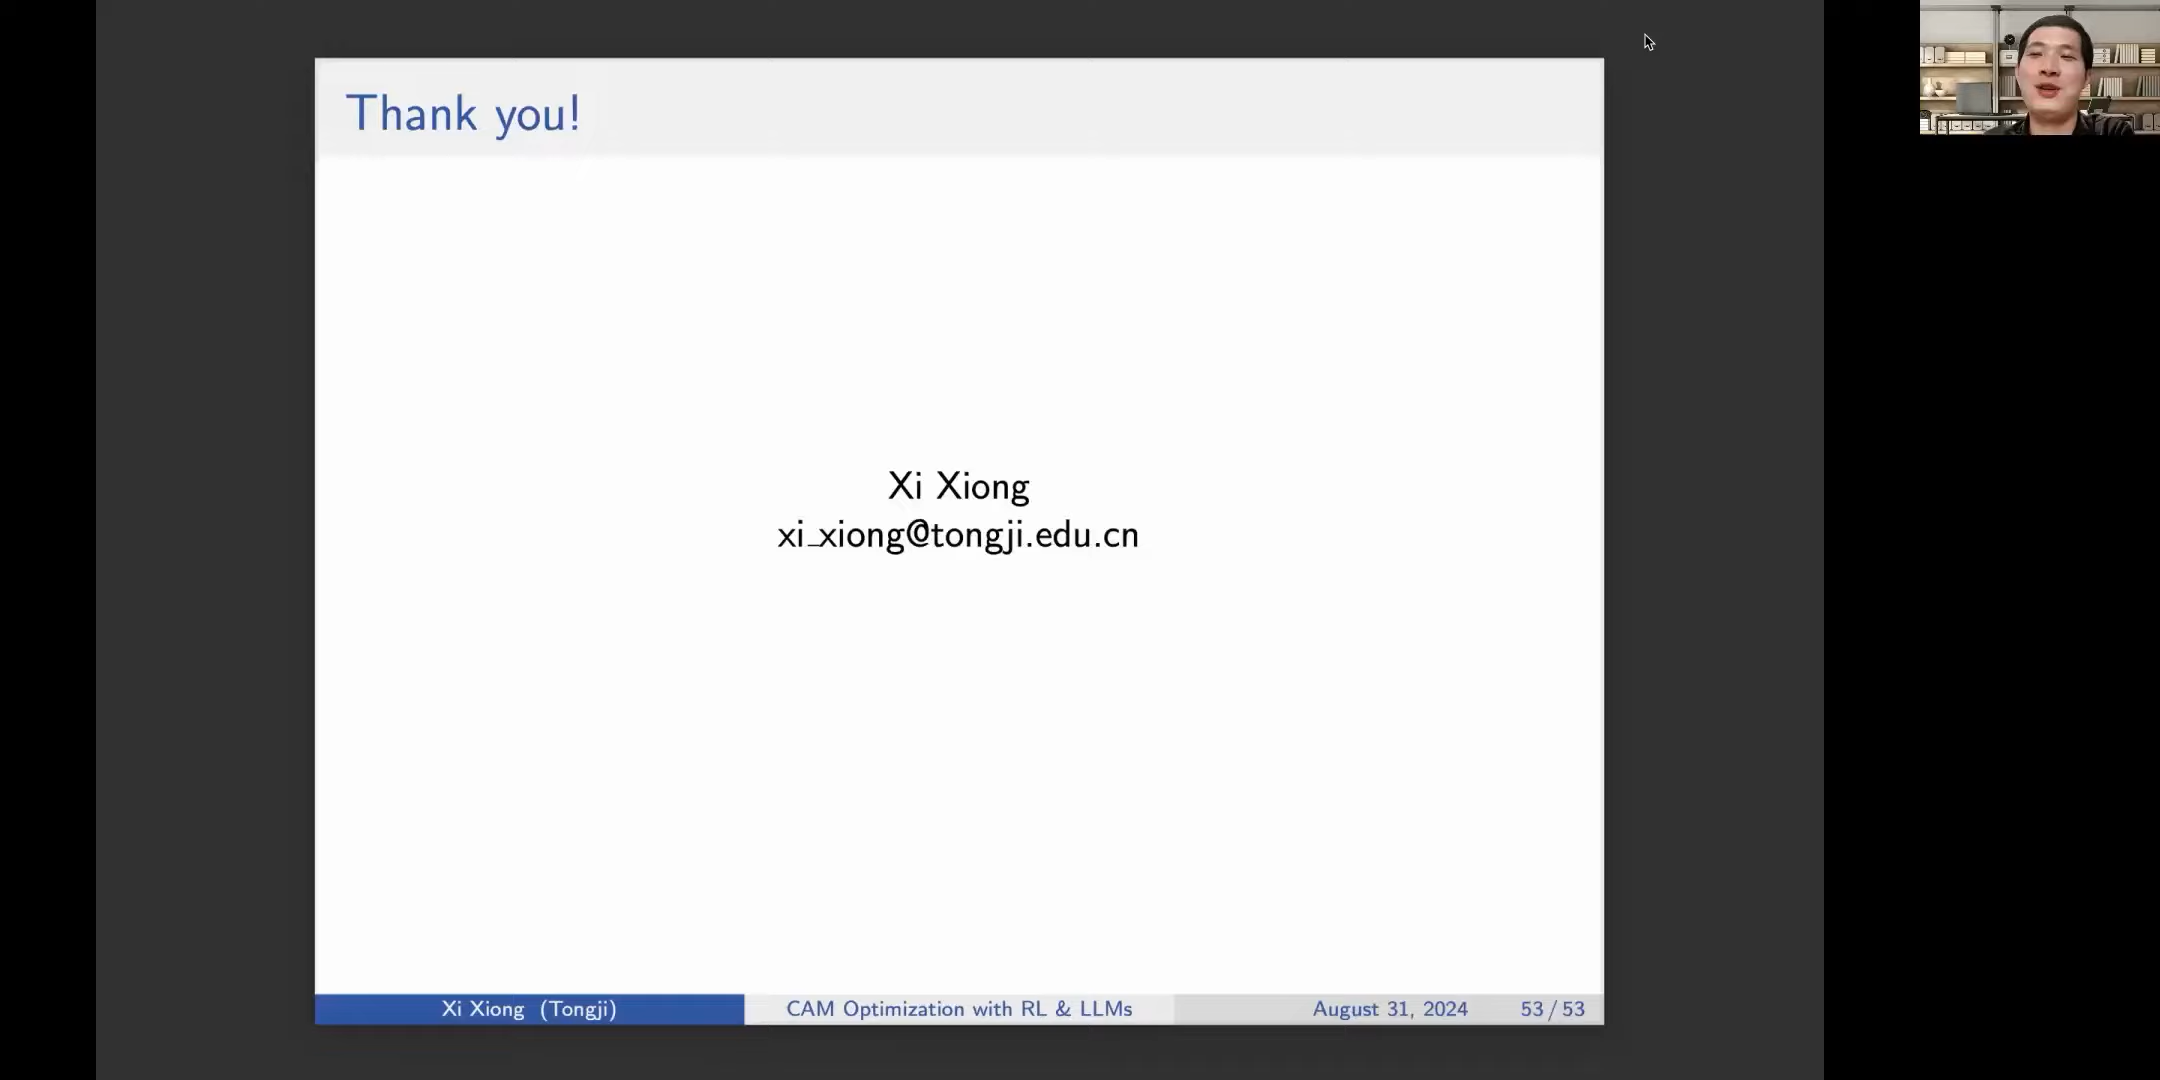 Thank you!
Xi Xiong
xi_xiong@tongji.edu.cn
Xi Xiong (Tongji)
CAM Optimization with RL & LLMs
August 31, 2024
53 / 53